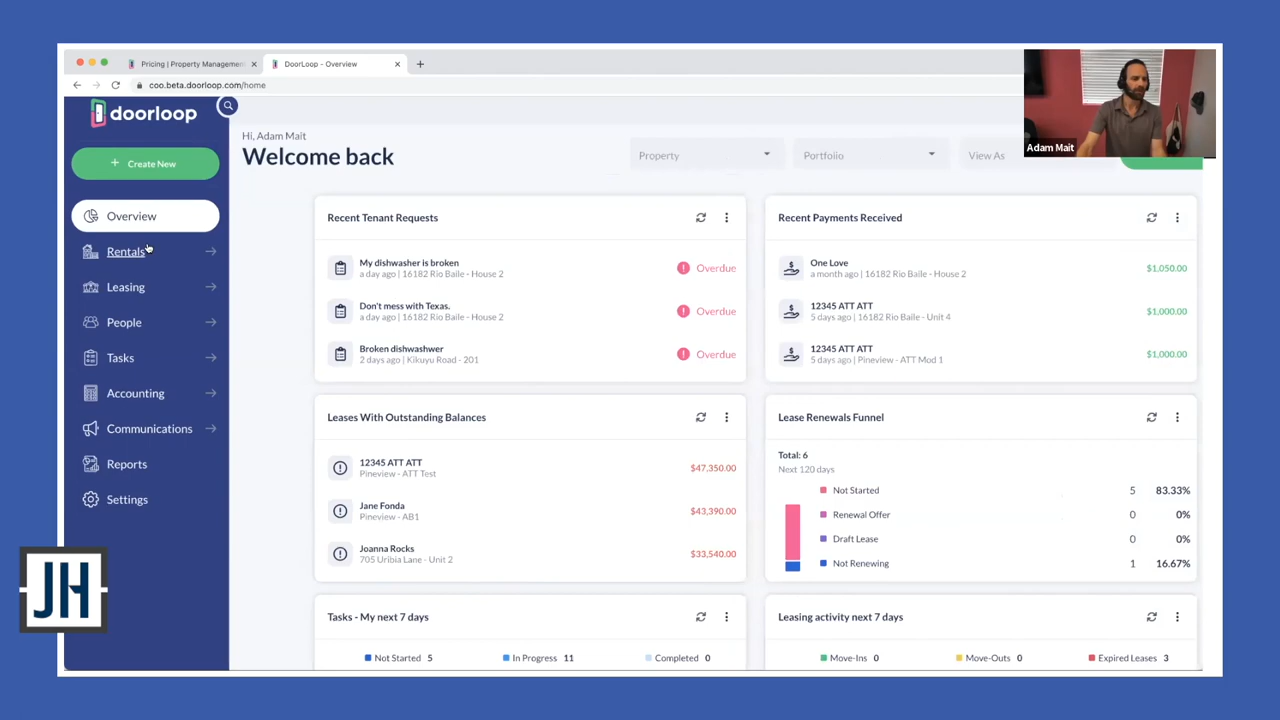 Pricing | Property Managemen
DoorLoop - Overview
coo.beta.doorloop.com/home
doorloop
Create New
Overview
Rentals
Leasing
People
Tasks
Accounting
Communications
Reports
Settings
JH
Hi, Adam Mait
Welcome back
Property
Portfolio
View As
Adam Mait
Recent Tenant Requests
My dishwasher is broken
a day ago | 16182 Rio Baile - House 2
Overdue
Don't mess with Texas.
a day ago | 16182 Rio Baile - House 2
Overdue
Broken dishwashwer
2 days ago | Kikuyu Road - 201
Overdue
Recent Payments Received
One Love
a month ago | 16182 Rio Baile - House 2
$1,050.00
12345 ATT ATT
5 days ago | 16182 Rio Baile - Unit 4
$1,000.00
12345 ATT ATT
5 days ago | Pineview - ATT Mod 1
$1,000.00
Leases With Outstanding Balances
12345 ATT ATT
Pineview - ATT Test
$47,350.00
Jane Fonda
Pineview - AB1
$43,390.00
Joanna Rocks
705 Uribia Lane - Unit 2
$33,540.00
Lease Renewals Funnel
Total: 6
Next 120 days
Not Started 5 83.33%
Renewal Offer 0 0%
Draft Lease 0 0%
Not Renewing 1 16.67%
Tasks - My next 7 days
Not Started 5 In Progress 11 Completed 0
Leasing activity next 7 days
Move-Ins 0 Move-Outs 0 Expired Leases 3